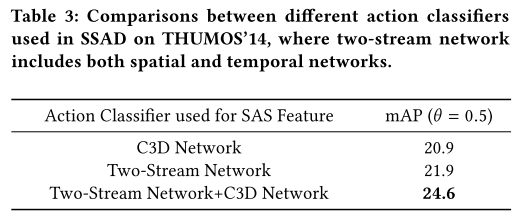 Table 3: Comparisons between different action classifiers
used in SSAD on THUMOS'14, where two-stream network
includes both spatial and temporal networks.
Action Classifier used for SAS Feature mAP (θ = 0.5)
C3D Network 20.9
Two-Stream Network 21.9
Two-Stream Network+C3D Network 24.6